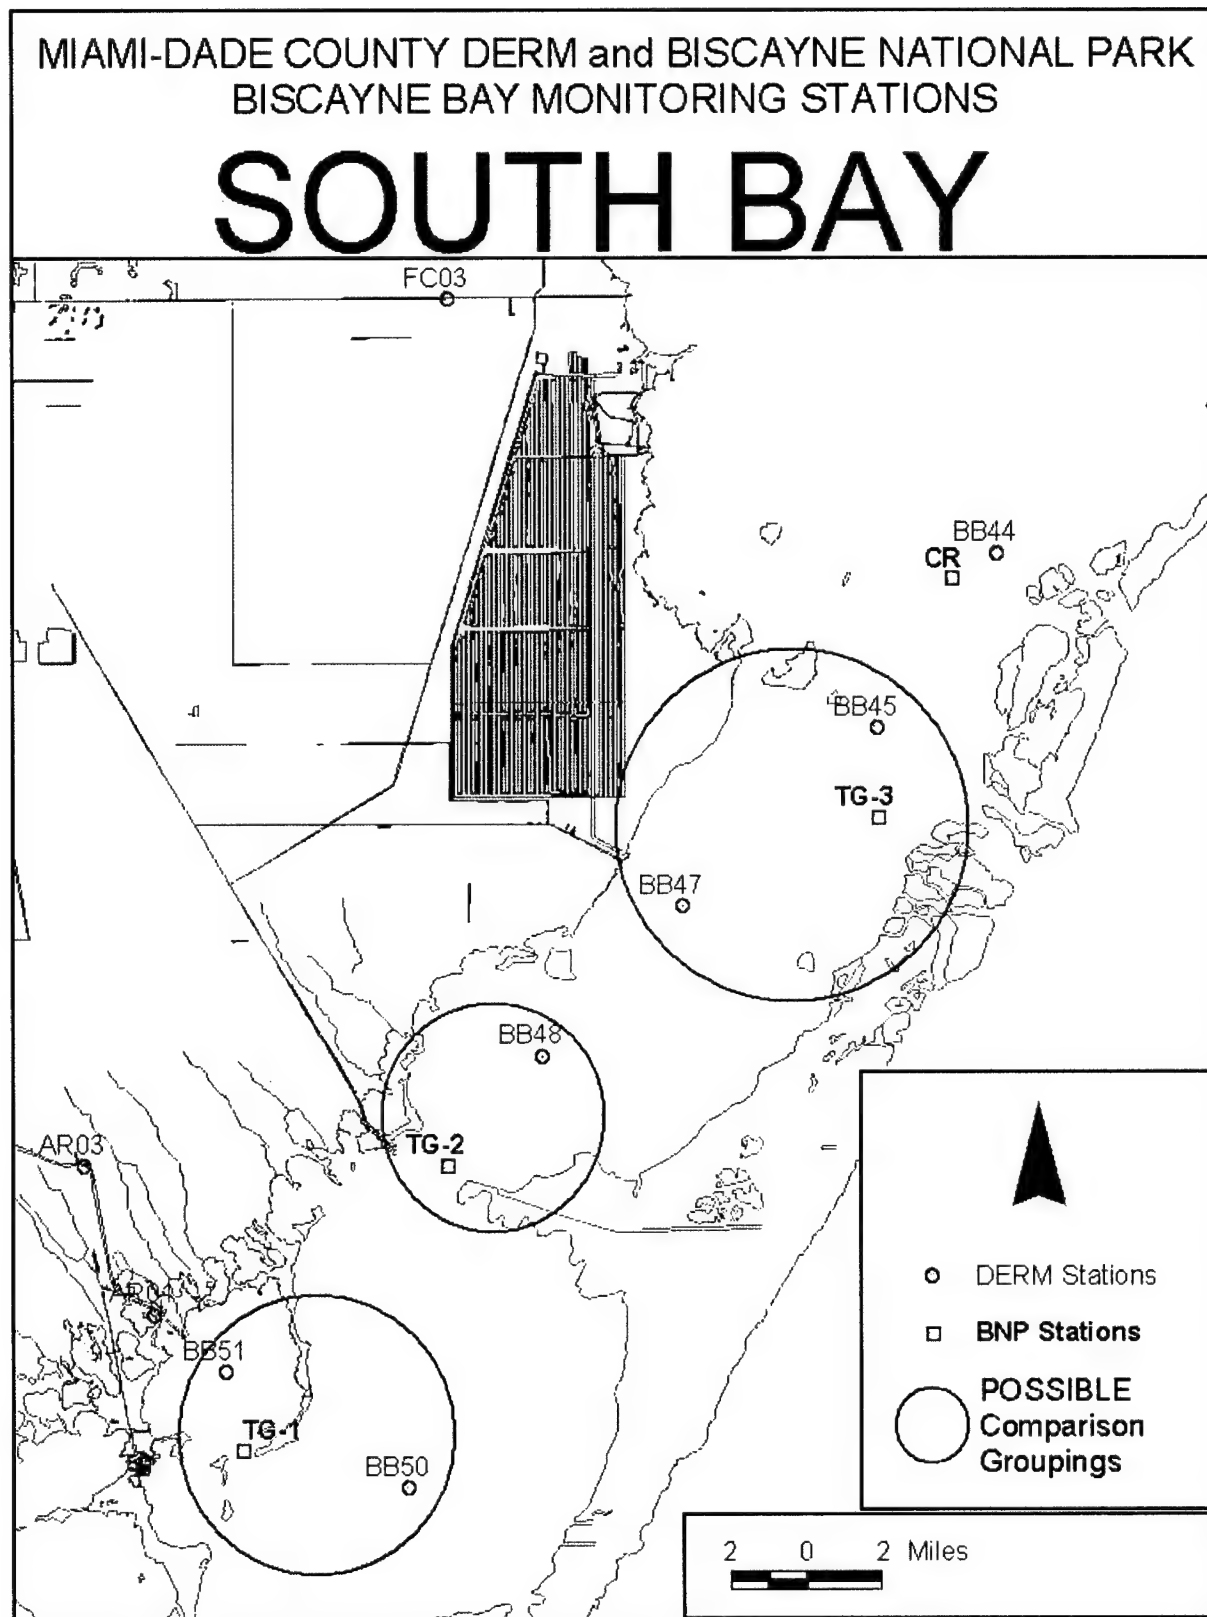 MIAMI-DADE COUNTY DERM and BISCAYNE NATIONAL PARK
BISCAYNE BAY MONITORING STATIONS
SOUTH BAY
FC03
BB44
CR
BB45
TG-3
BB47
BB48
TG-2
AR03
BB51
TG-1
BB50
DERM Stations
BNP Stations
POSSIBLE
Comparison
Groupings
2 0 2 Miles